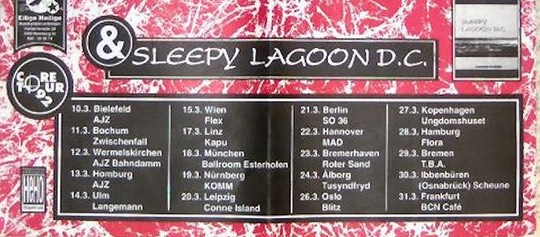 Eilige Heilige
& SLEEPY LAGOON D.C.
SLEEPY
LAGOON D.C.
CORE
TOUR
92
10.3. Bielefeld
AJZ
11.3. Bochum
Zwischenfall
12.3. Wermelskirchen
AJZ Bahndamm
13.3. Homburg
AJZ
14.3. Ulm
Langemann
15.3. Wien
Flex
17.3. Linz
Kapu
18.3. München
Ballroom Esterhofen
19.3. Nürnberg
KOMM
20.3. Leipzig
Conne Island
21.3. Berlin
SO 36
22.3. Hannover
MAD
23.3. Bremerhaven
Roter Sand
24.3. Ålborg
Tusyndfryd
26.3. Oslo
Blitz
27.3. Kopenhagen
Ungdomshuset
28.3. Hamburg
Flora
29.3. Bremen
T.B.A.
30.3. Ibbenbüren
(Osnabrück) Scheune
31.3. Frankfurt
BCN Café